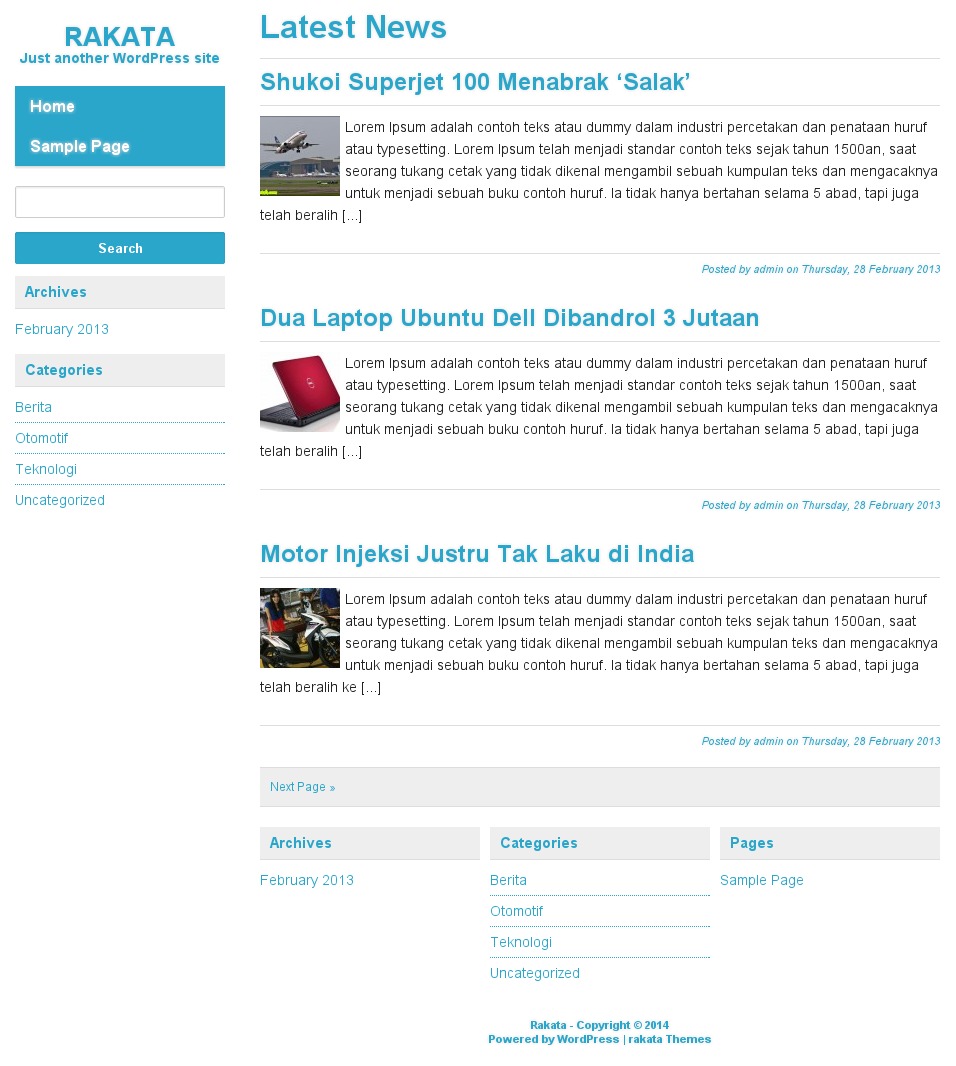 RAKATA
Just another WordPress site
Home
Sample Page
Search
Archives
February 2013
Categories
Berita
Otomotif
Teknologi
Uncategorized
Latest News
Shukoi Superjet 100 Menabrak ‘Salak’
Lorem Ipsum adalah contoh teks atau dummy dalam industri percetakan dan penataan huruf
atau typesetting. Lorem Ipsum telah menjadi standar contoh teks sejak tahun 1500an, saat
seorang tukang cetak yang tidak dikenal mengambil sebuah kumpulan teks dan mengacaknya
untuk menjadi sebuah buku contoh huruf. Ia tidak hanya bertahan selama 5 abad, tapi juga
telah beralih [...]
Posted by admin on Thursday, 28 February 2013
Dua Laptop Ubuntu Dell Dibandrol 3 Jutaan
Lorem Ipsum adalah contoh teks atau dummy dalam industri percetakan dan penataan huruf
atau typesetting. Lorem Ipsum telah menjadi standar contoh teks sejak tahun 1500an, saat
seorang tukang cetak yang tidak dikenal mengambil sebuah kumpulan teks dan mengacaknya
untuk menjadi sebuah buku contoh huruf. Ia tidak hanya bertahan selama 5 abad, tapi juga
telah beralih [...]
Posted by admin on Thursday, 28 February 2013
Motor Injeksi Justru Tak Laku di India
Lorem Ipsum adalah contoh teks atau dummy dalam industri percetakan dan penataan huruf
atau typesetting. Lorem Ipsum telah menjadi standar contoh teks sejak tahun 1500an, saat
seorang tukang cetak yang tidak dikenal mengambil sebuah kumpulan teks dan mengacaknya
untuk menjadi sebuah buku contoh huruf. Ia tidak hanya bertahan selama 5 abad, tapi juga
telah beralih ke [...]
Posted by admin on Thursday, 28 February 2013
Next Page »
Archives
February 2013
Categories
Berita
Otomotif
Teknologi
Uncategorized
Pages
Sample Page
Rakata - Copyright © 2014
Powered by WordPress | rakata Themes